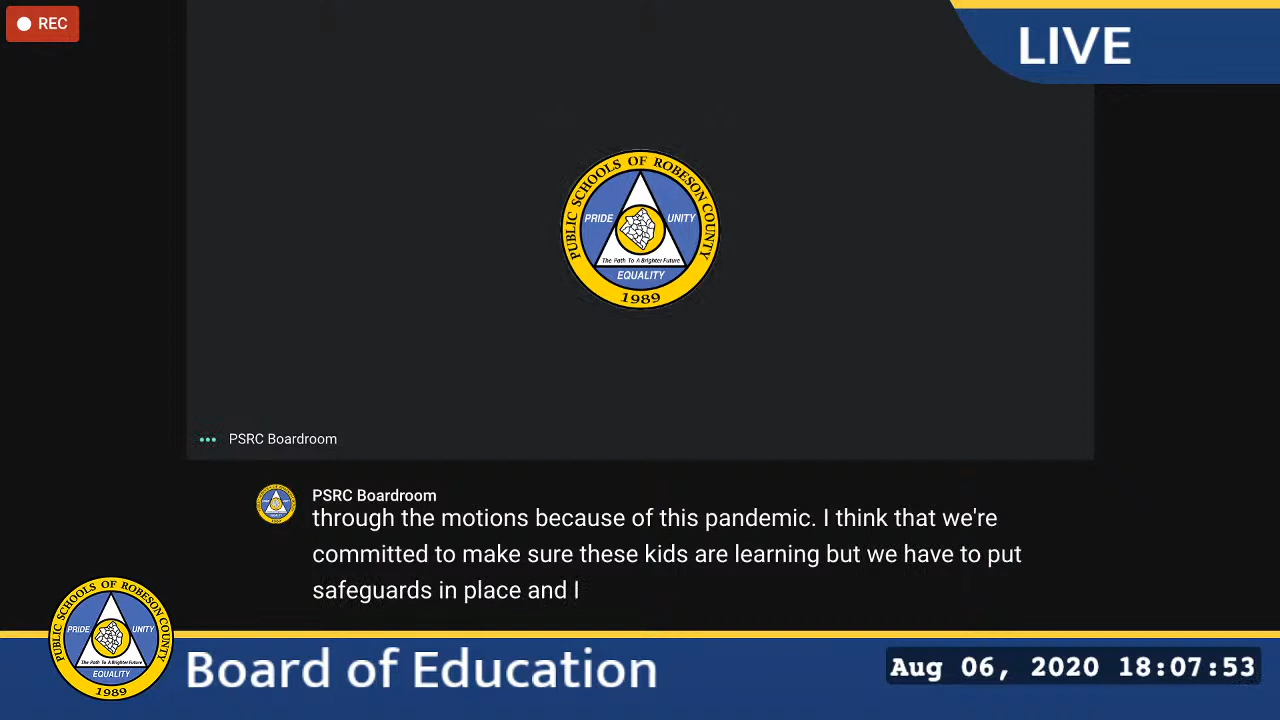 REC
LIVE
PUBLIC SCHOOLS OF ROBESON COUNTY
PRIDE
UNITY
The Path To A Brighter Future
EQUALITY
1989
PSRC Boardroom
PSRC Boardroom
through the motions because of this pandemic. I think that we're
committed to make sure these kids are learning but we have to put
safeguards in place and I
PUBLIC SCHOOLS OF ROBESON COUNTY
PRIDE
UNITY
The Path To A Brighter Future
EQUALITY
1989
Board of Education
Aug 06, 2020 18:07:53